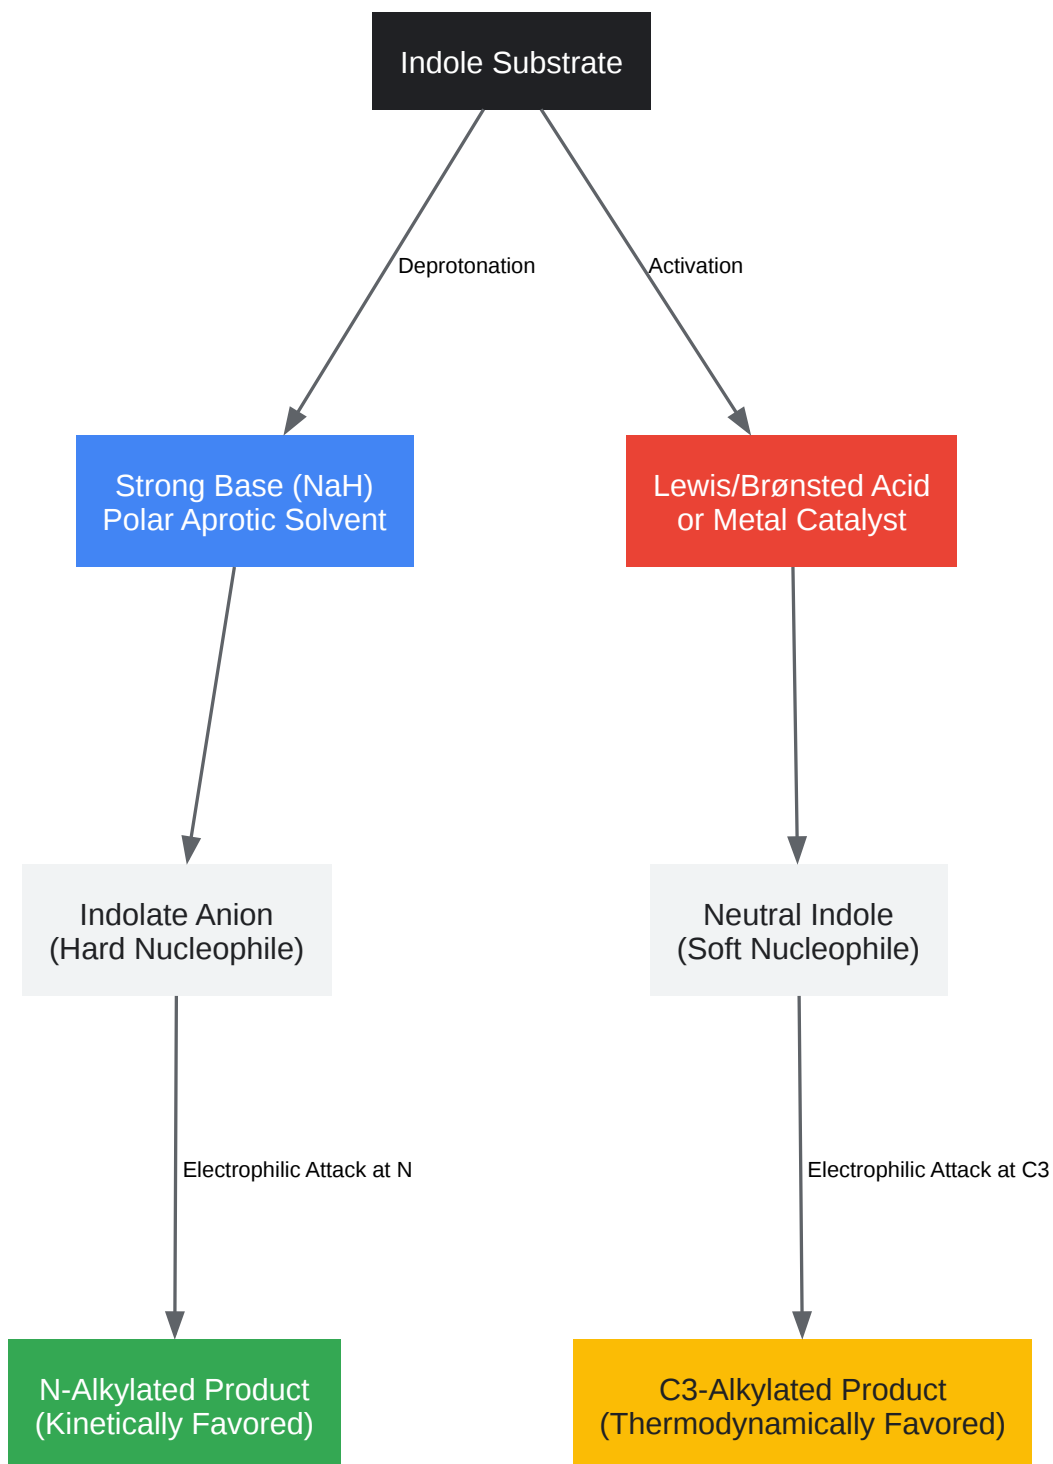 Indole Substrate
Deprotonation
Activation
Strong Base (NaH)
Polar Aprotic Solvent
Lewis/Brønsted Acid
or Metal Catalyst
Indolate Anion
(Hard Nucleophile)
Neutral Indole
(Soft Nucleophile)
Electrophilic Attack at N
Electrophilic Attack at C3
N-Alkylated Product
(Kinetically Favored)
C3-Alkylated Product
(Thermodynamically Favored)